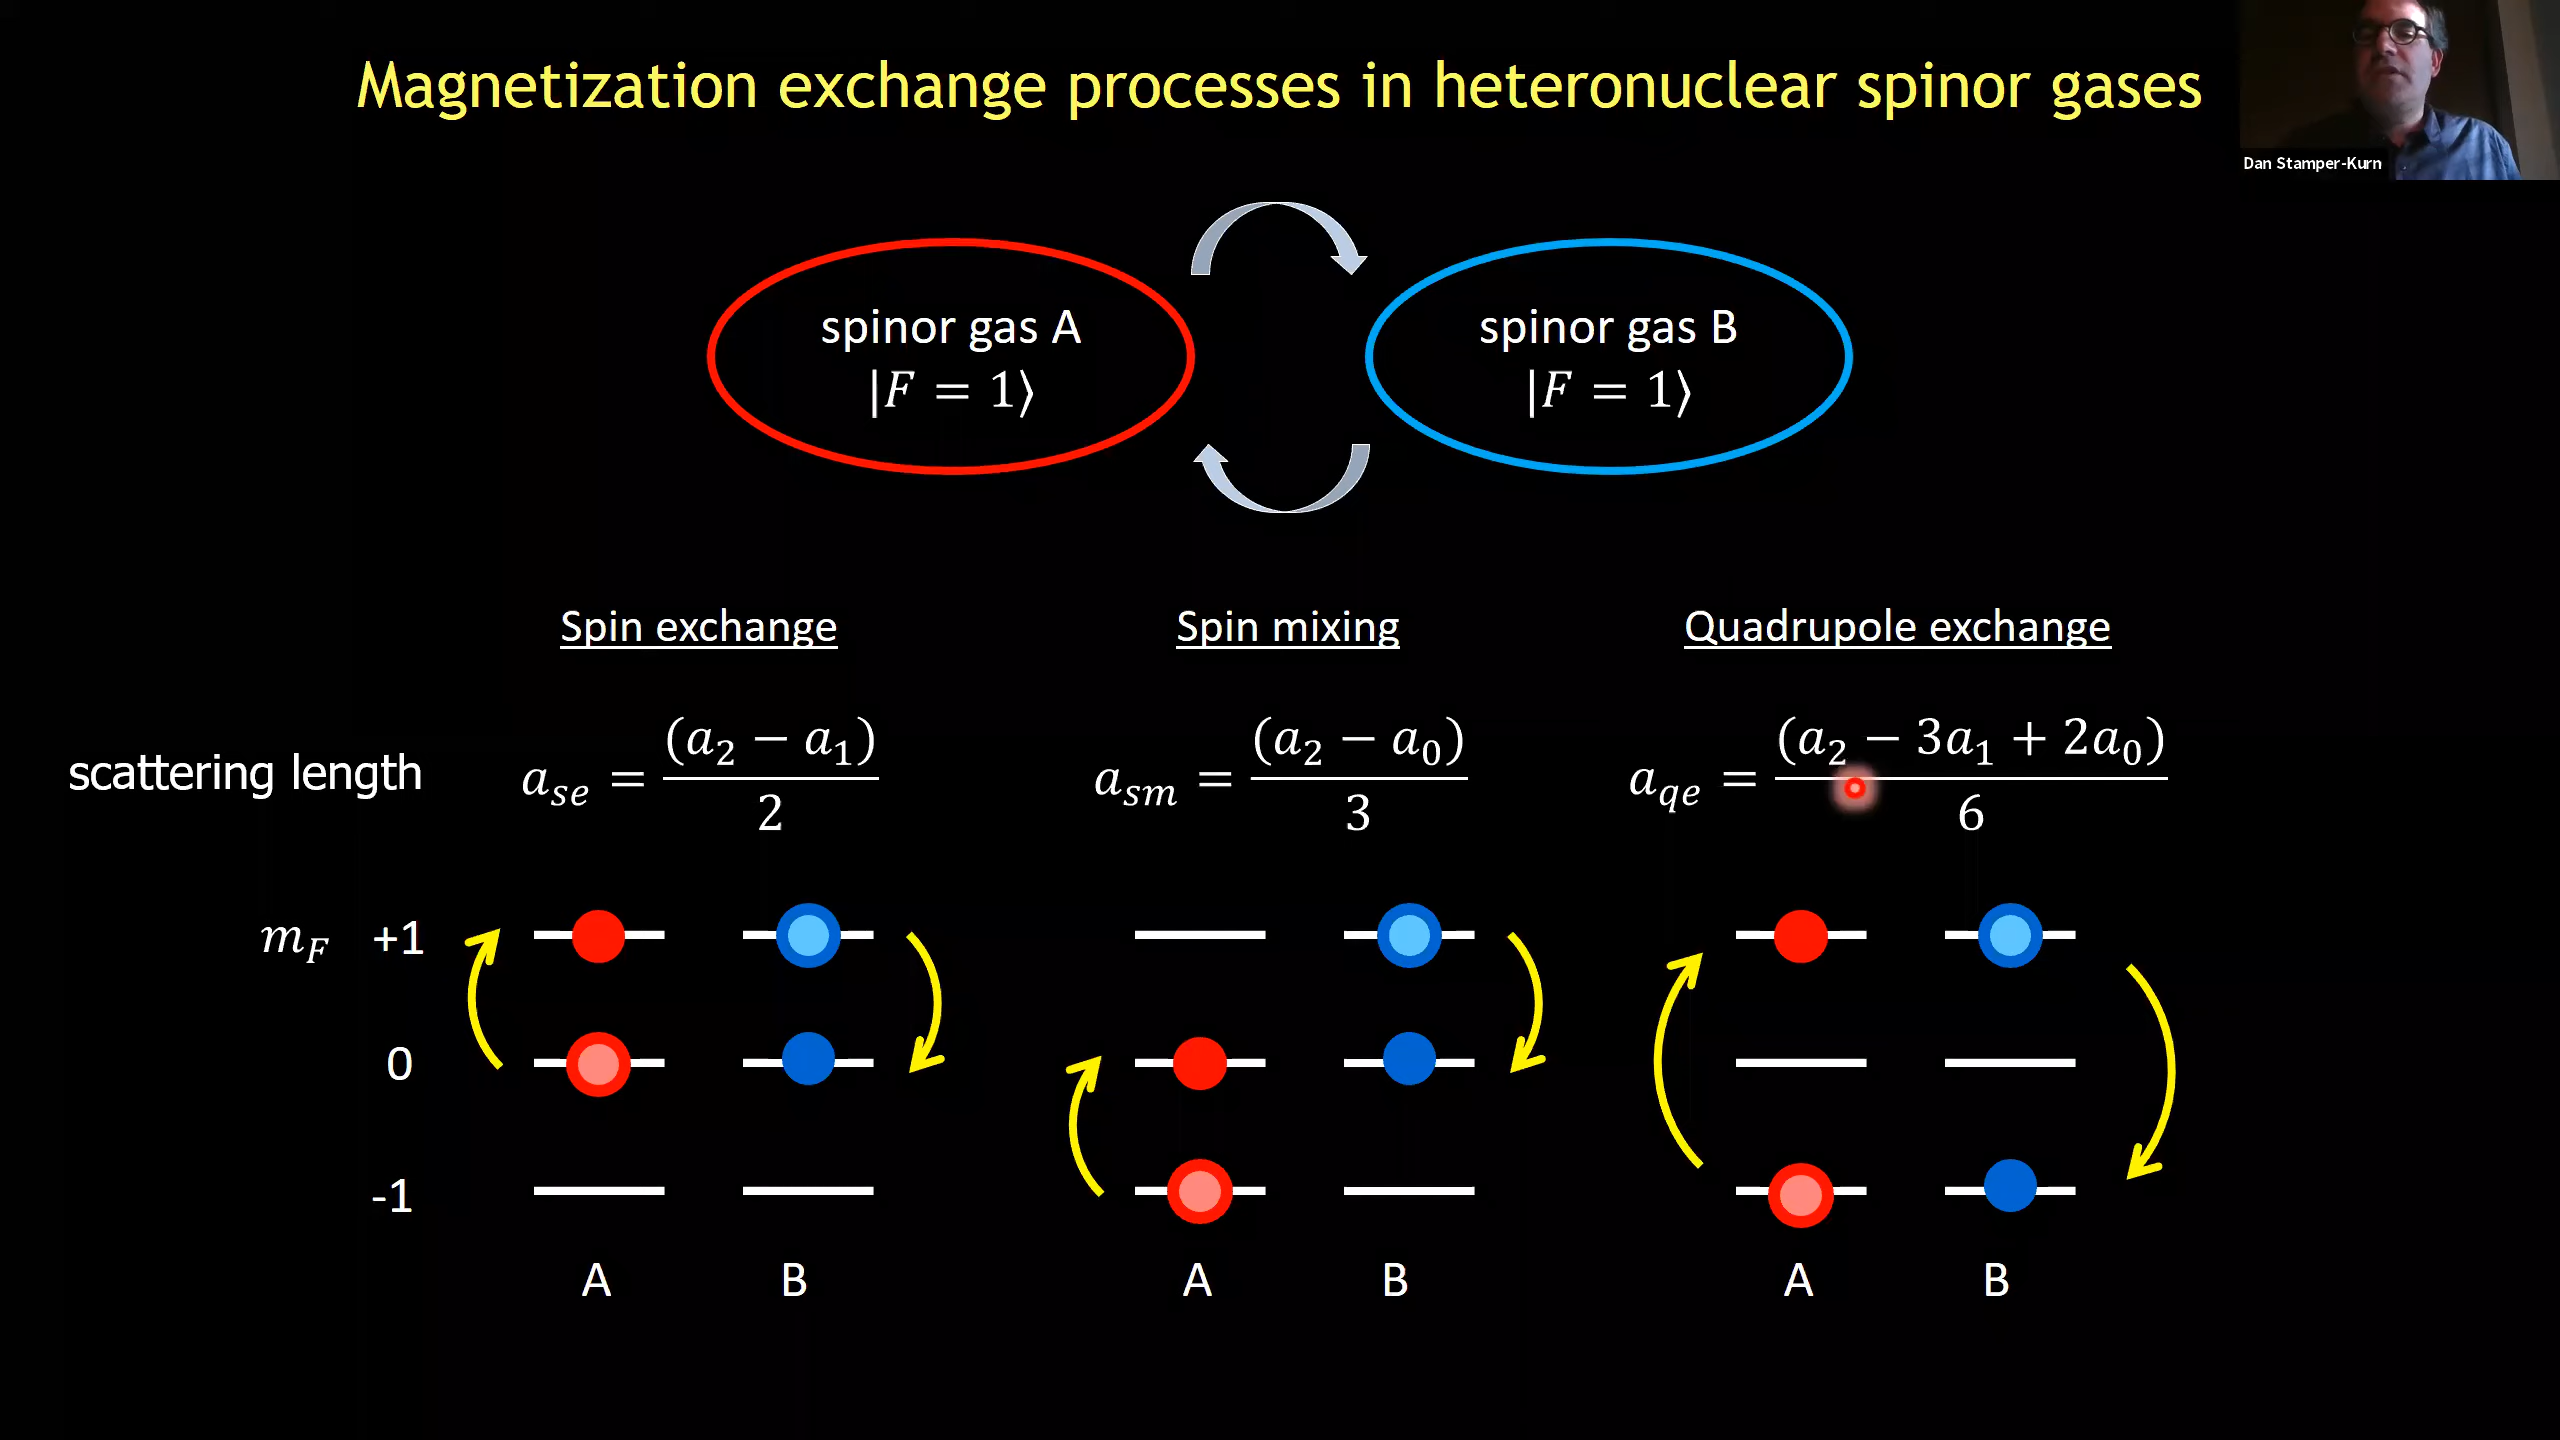 Magnetization exchange processes in heteronuclear spinor gases
Dan Stamper-Kurn
spinor gas A
|F = 1⟩
spinor gas B
|F = 1⟩
Spin exchange
Spin mixing
Quadrupole exchange
scattering length
a_se = (a_2 − a_1) / 2
a_sm = (a_2 − a_0) / 3
a_qe = (a_2 − 3a_1 + 2a_0) / 6
m_F +1
0
-1
A B A B A B